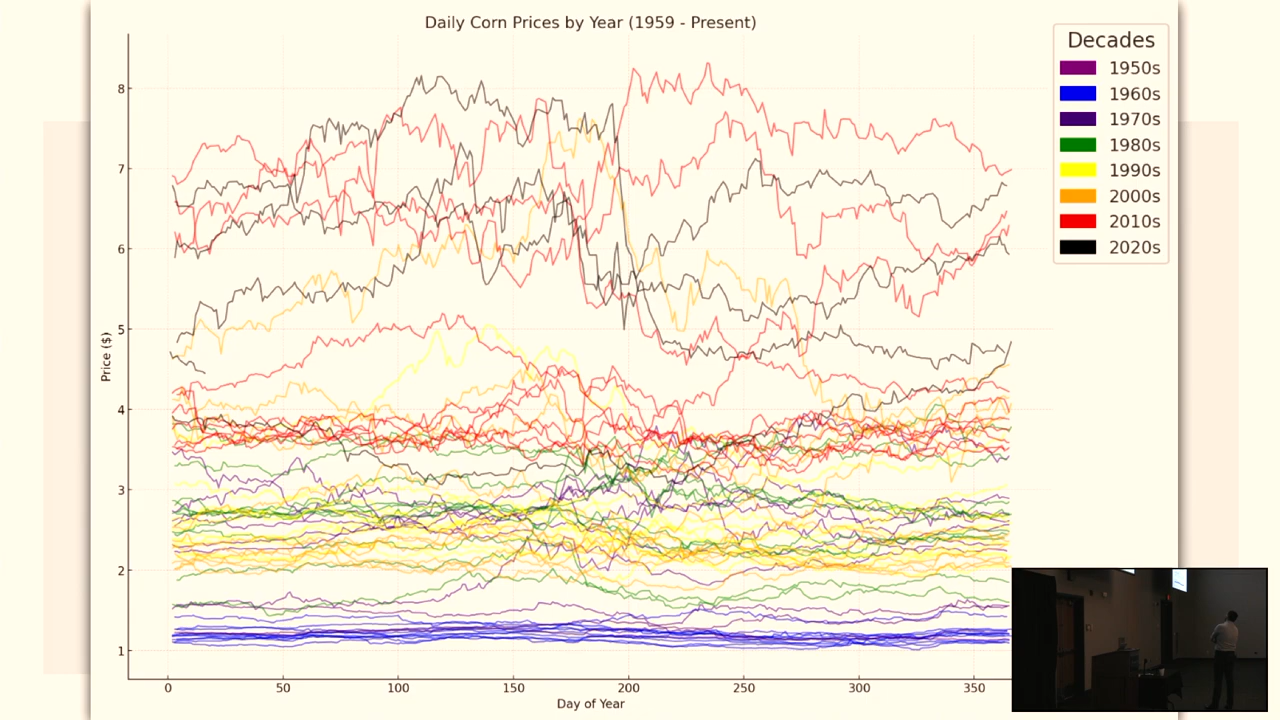 Daily Corn Prices by Year (1959 - Present)
Decades
1950s
1960s
1970s
1980s
1990s
2000s
2010s
2020s
Price ($)
8
7
6
5
4
3
2
1
0 50 100 150 200 250 300 350
Day of Year